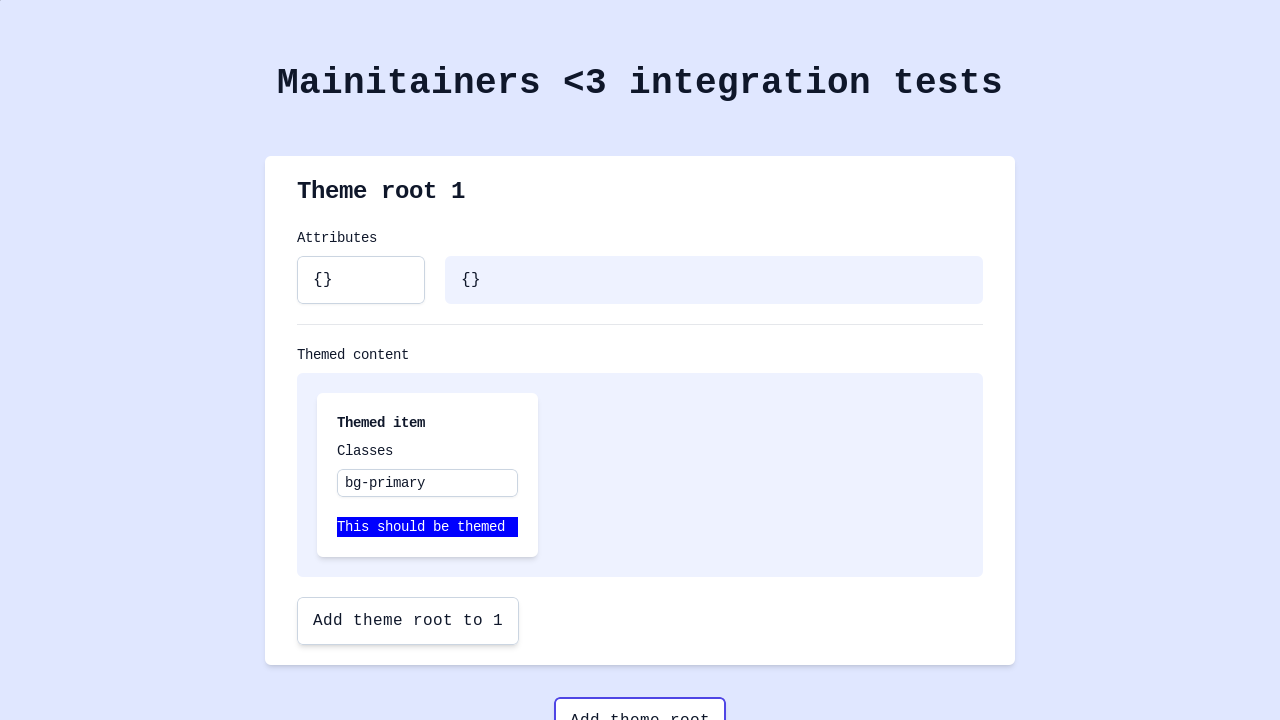 Mainitainers <3 integration tests
Theme root 1
Attributes
{} {}
Themed content
Themed item
Classes
bg-primary
This should be themed
Add theme root to 1
Add theme root